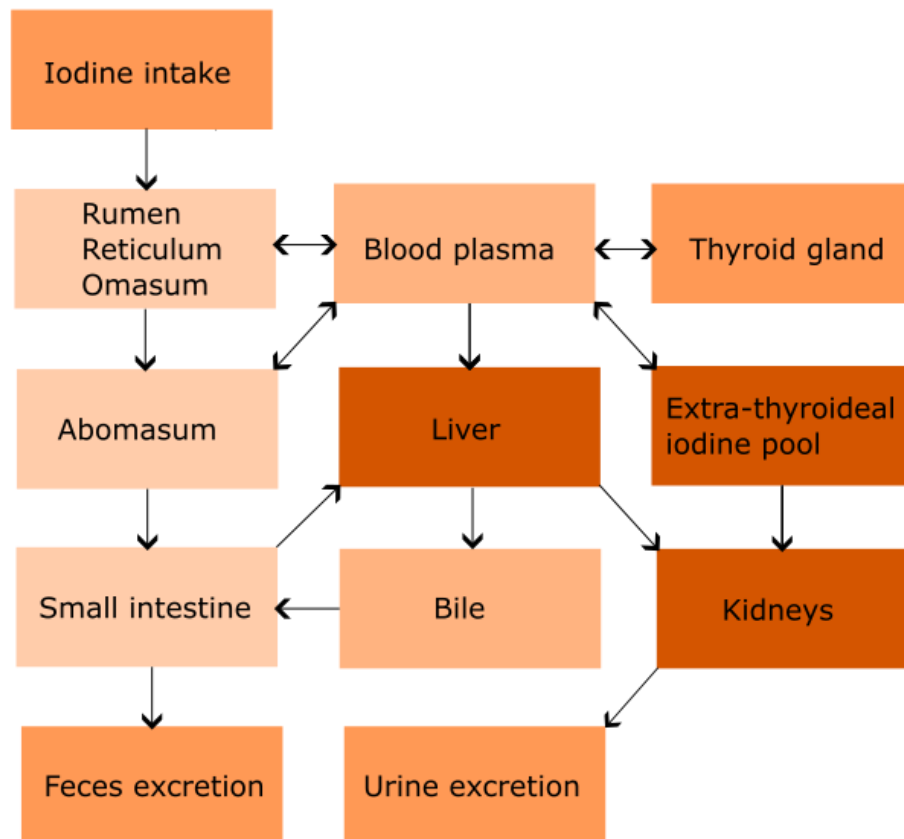 Iodine intake
Rumen
Reticulum
Omasum
Blood plasma
Thyroid gland
Abomasum
Liver
Extra-thyroideal
iodine pool
Small intestine
Bile
Kidneys
Feces excretion
Urine excretion